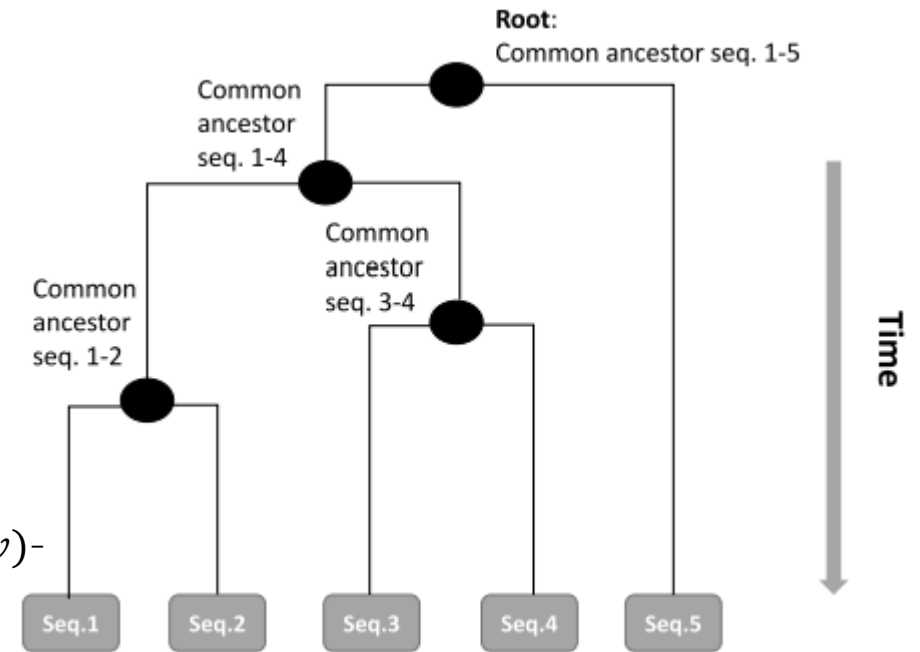 Root:
Common ancestor seq. 1-5
Common
ancestor
seq. 1-4
Common
ancestor
seq. 3-4
Common
ancestor
seq. 1-2
Time
)-
Seq.1
Seq.2
Seq.3
Seq.4
Seq.5